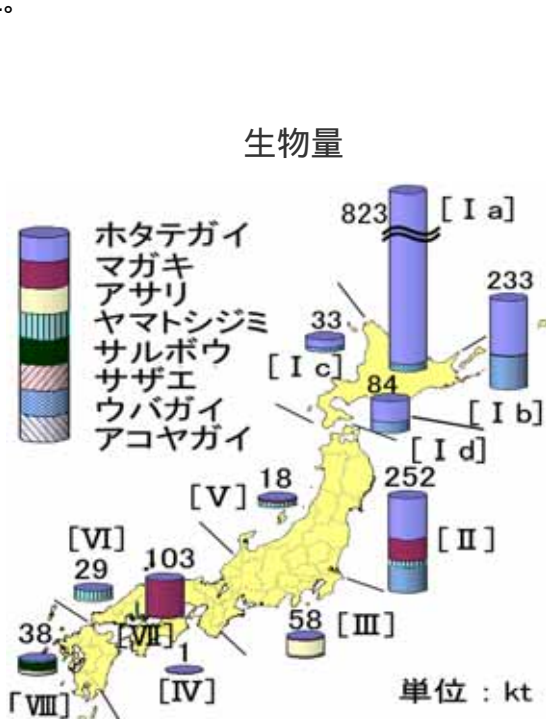 生物量
ホタテガイ
マガキ
アサリ
ヤマトシジミ
サルボウ
サザエ
ウバガイ
アコヤガイ
823
[Ⅰa]
233
33
[Ⅰc]
84
[Ⅰb]
[Ⅰd]
18
252
[Ⅴ]
[Ⅱ]
[Ⅵ]
29
103
58
[Ⅲ]
[Ⅶ]
38
1
[Ⅳ]
「Ⅷ]
単位：kt